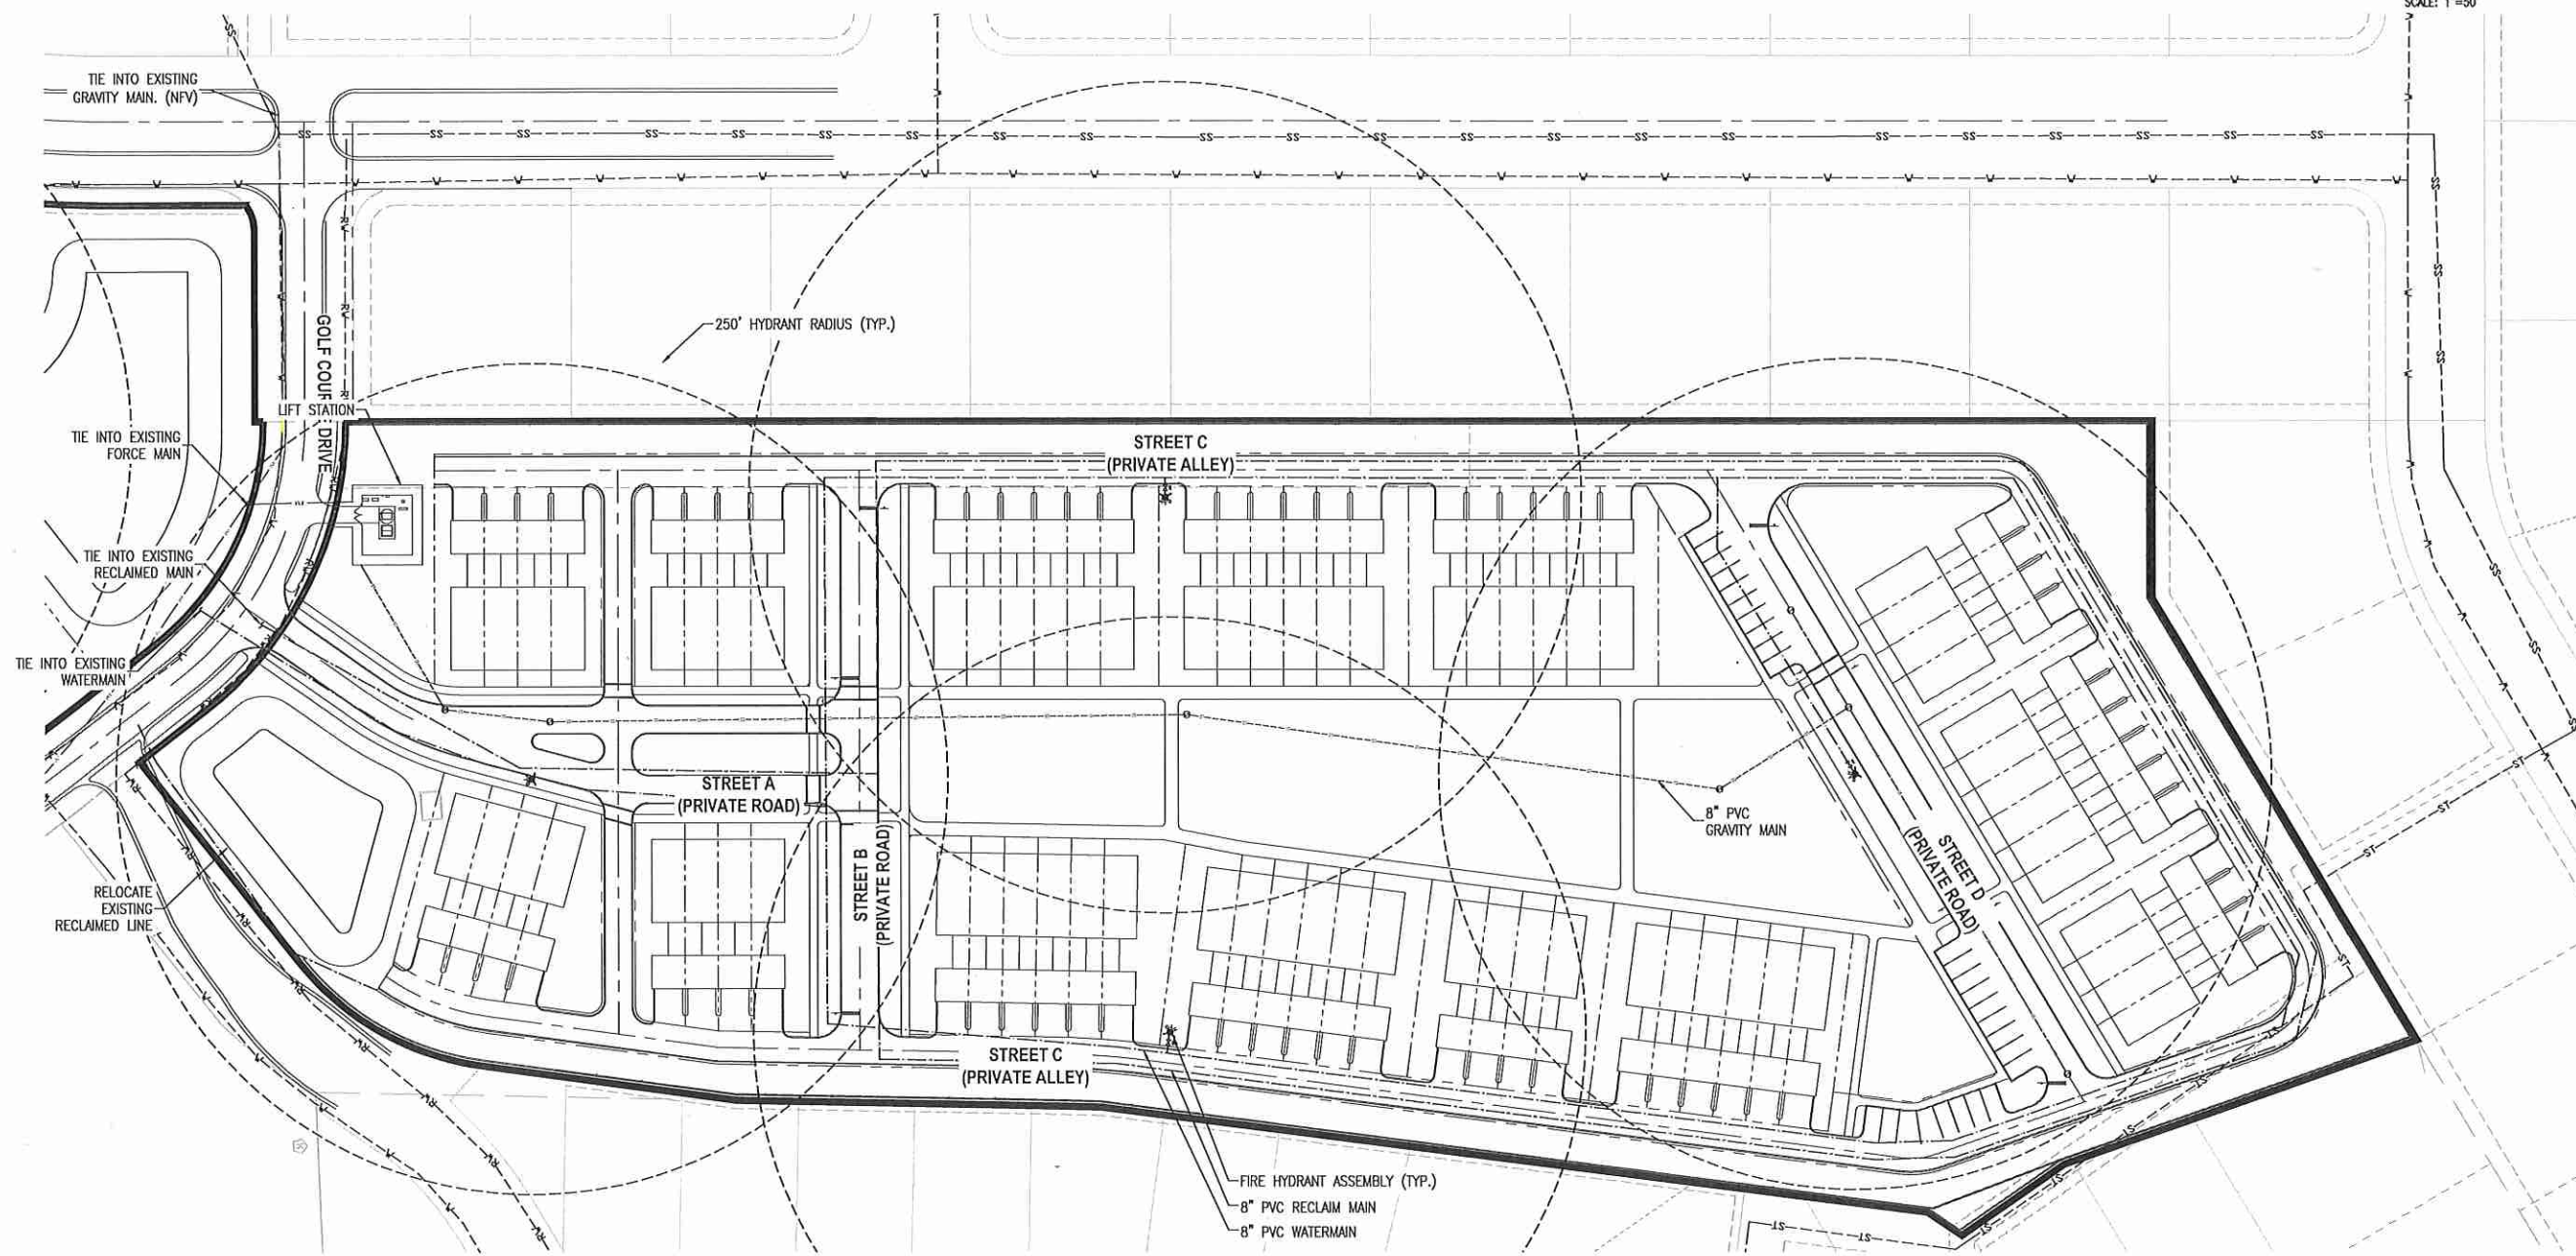 SCALE: 1"=50'
TIE INTO EXISTING
GRAVITY MAIN. (NFV)
250' HYDRANT RADIUS (TYP.)
GOLF COURSE DRIVE
LIFT STATION
TIE INTO EXISTING
FORCE MAIN
STREET C
(PRIVATE ALLEY)
TIE INTO EXISTING
RECLAIMED MAIN
TIE INTO EXISTING
WATERMAIN
STREET A
(PRIVATE ROAD)
8" PVC
GRAVITY MAIN
STREET B
(PRIVATE ROAD)
STREET D
(PRIVATE ROAD)
RELOCATE
EXISTING
RECLAIMED LINE
STREET C
(PRIVATE ALLEY)
FIRE HYDRANT ASSEMBLY (TYP.)
8" PVC RECLAIM MAIN
8" PVC WATERMAIN